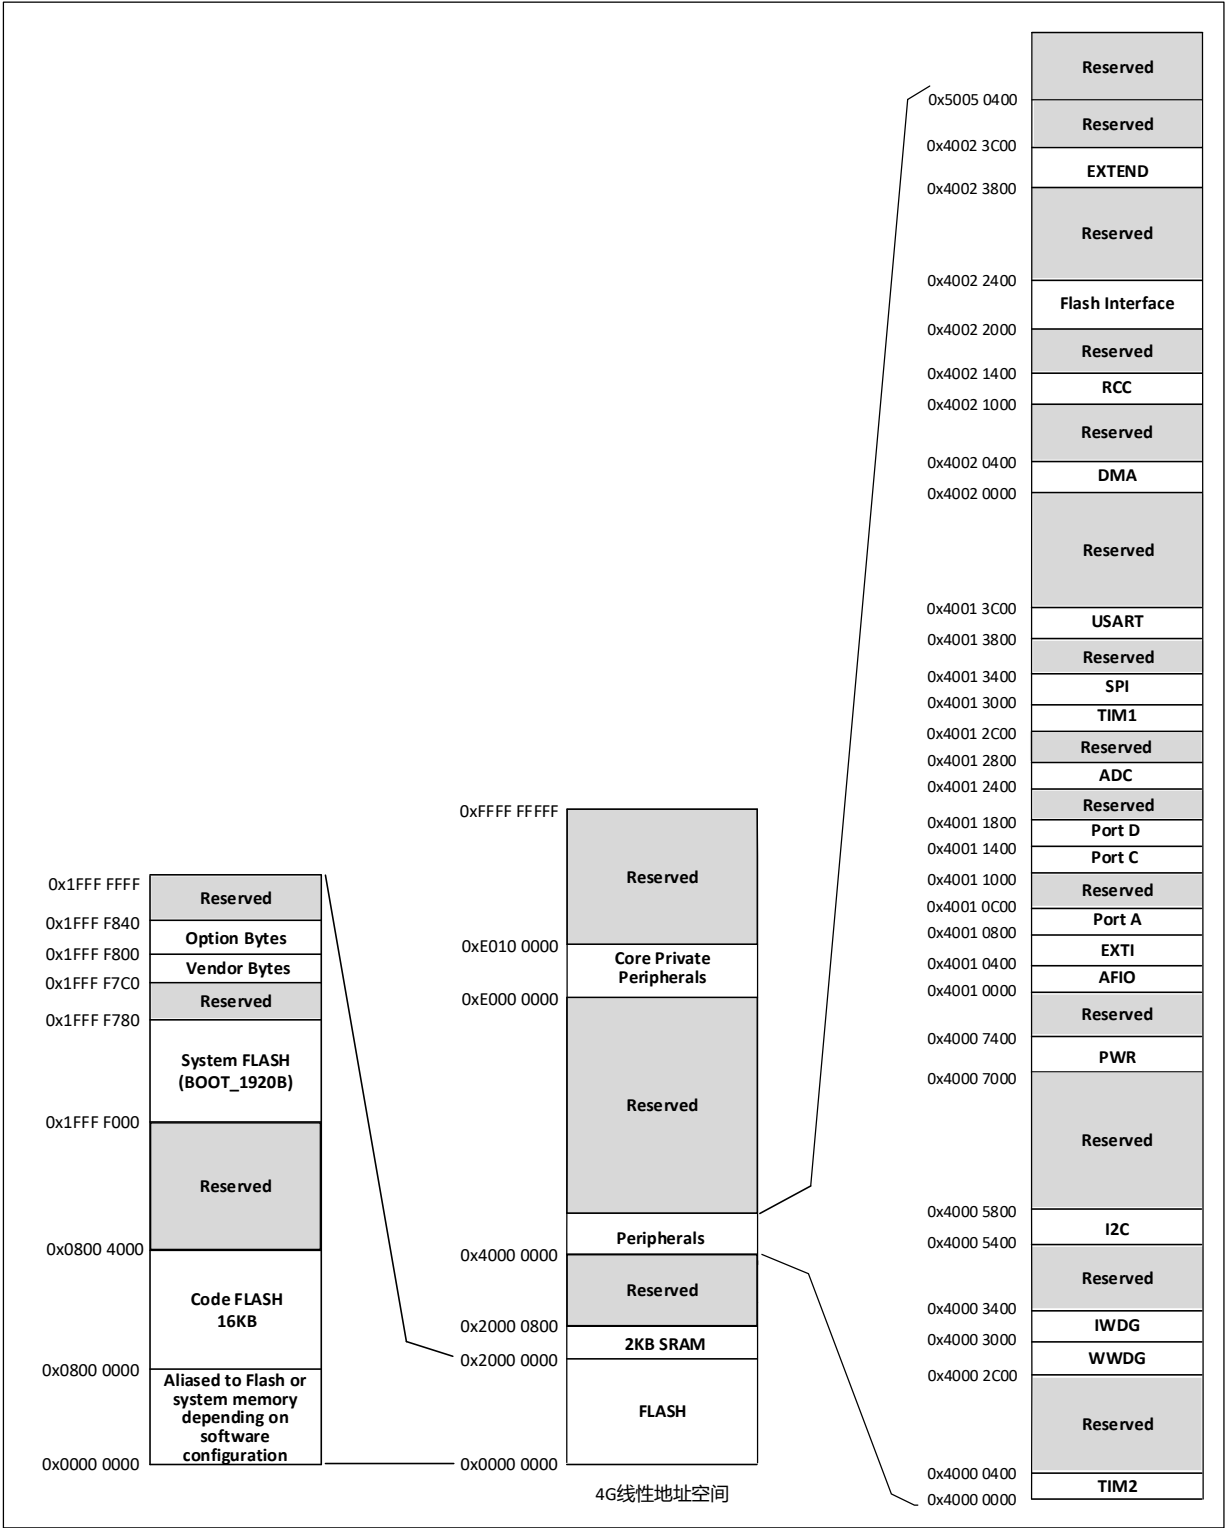 0x1FFF FFFF
Reserved
0x1FFF F840
Option Bytes
0x1FFF F800
Vendor Bytes
0x1FFF F7C0
Reserved
0x1FFF F780
System FLASH
(BOOT_1920B)
0x1FFF F000
Reserved
0x0800 4000
Code FLASH
16KB
0x0800 0000
Aliased to Flash or
system memory
depending on
software
configuration
0x0000 0000
0xFFFF FFFFF
Reserved
0xE010 0000
Core Private
Peripherals
0xE000 0000
Reserved
Peripherals
0x4000 0000
Reserved
0x2000 0800
2KB SRAM
0x2000 0000
FLASH
0x0000 0000
4G线性地址空间
Reserved
0x5005 0400
Reserved
0x4002 3C00
EXTEND
0x4002 3800
Reserved
0x4002 2400
Flash Interface
0x4002 2000
Reserved
0x4002 1400
RCC
0x4002 1000
Reserved
0x4002 0400
DMA
0x4002 0000
Reserved
0x4001 3C00
USART
0x4001 3800
Reserved
0x4001 3400
SPI
0x4001 3000
TIM1
0x4001 2C00
Reserved
0x4001 2800
ADC
0x4001 2400
Reserved
0x4001 1800
Port D
0x4001 1400
Port C
0x4001 1000
Reserved
0x4001 0C00
Port A
0x4001 0800
EXTI
0x4001 0400
AFIO
0x4001 0000
Reserved
0x4000 7400
PWR
0x4000 7000
Reserved
0x4000 5800
I2C
0x4000 5400
Reserved
0x4000 3400
IWDG
0x4000 3000
WWDG
0x4000 2C00
Reserved
0x4000 0400
TIM2
0x4000 0000